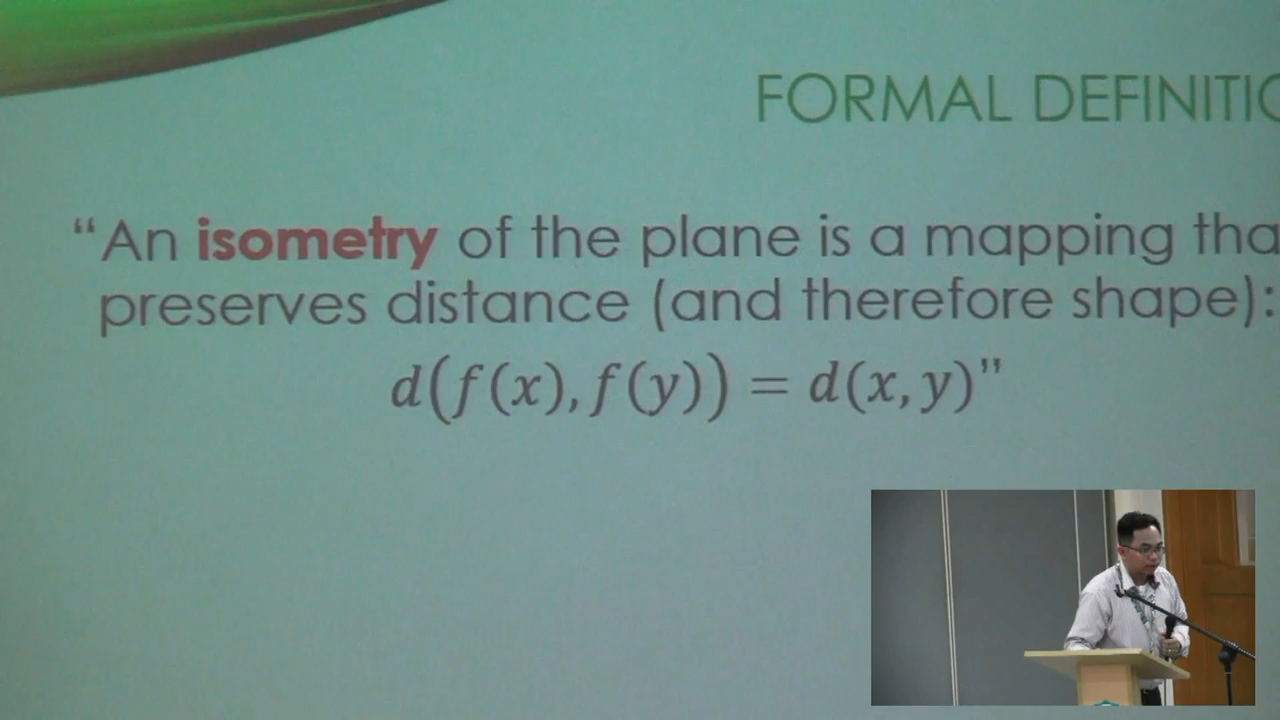 FORMAL DEFINITIO
“An isometry of the plane is a mapping tha
preserves distance (and therefore shape):
d(f(x), f(y)) = d(x, y)”